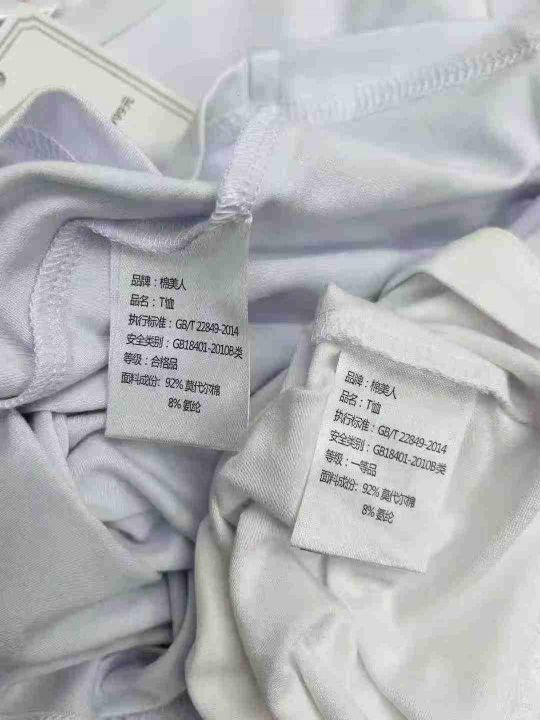 品牌：棉美人
品名：T恤
执行标准：GB/T 22849-2014
安全类别：GB18401-2010B类
等级：合格品
面料成份：92% 莫代尔棉
8% 氨纶
品牌：棉美人
品名：T恤
执行标准：GB/T 22849-2014
安全类别：GB18401-2010B类
等级：一等品
面料成份：92% 莫代尔棉
8% 氨纶